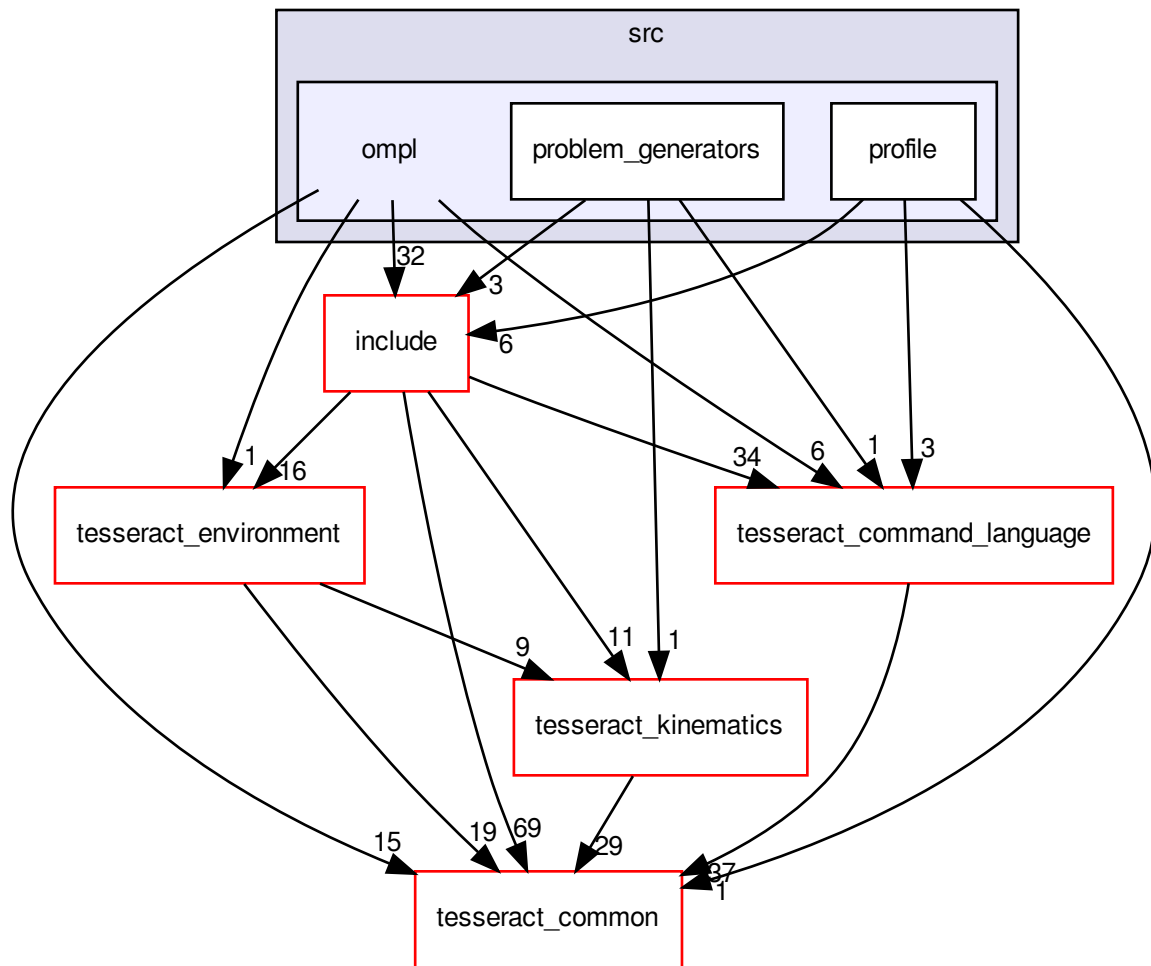 src
ompl
problem_generators
profile
32
3
6
include
1
16
34
6
1
3
tesseract_environment
tesseract_command_language
9
11
1
tesseract_kinematics
15
19
69
29
37
1
tesseract_common